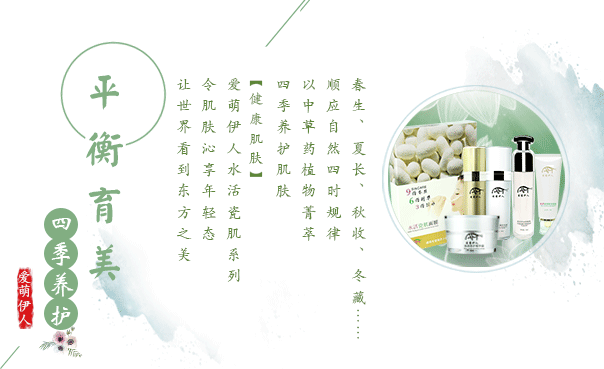 平衡育美
四季养护
爱萌伊人
春生、夏长、秋收、冬藏……
顺应自然四时规律
以中草药植物菁萃
四季养护肌肤
【健康肌肤】
爱萌伊人水活瓷肌系列
令肌肤沁享年轻态
让世界看到东方之美